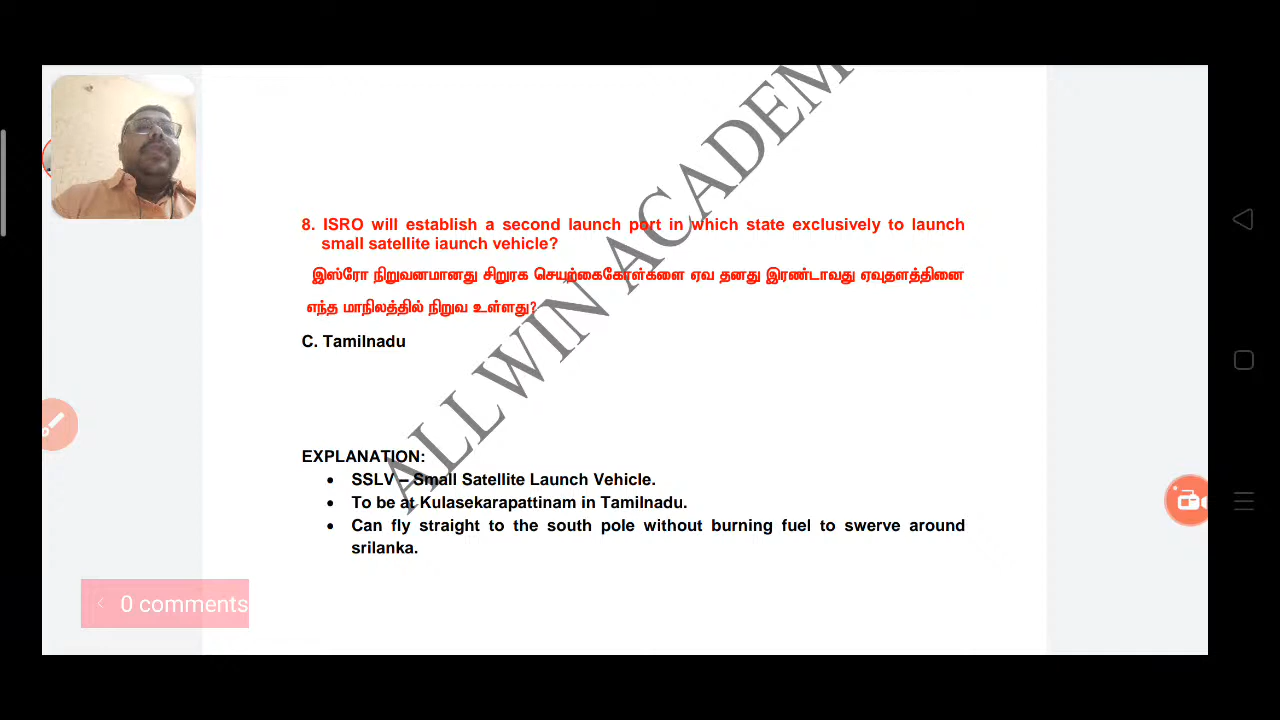 ALLWIN ACADEM
8. ISRO will establish a second launch port in which state exclusively to launch
small satellite iaunch vehicle?
இஸ்ரோ நிறுவனமானது சிறுரக செயற்கைகோள்களை ஏவ தனது இரண்டாவது ஏவுதளத்தினை
எந்த மாநிலத்தில் நிறுவ உள்ளது?
C. Tamilnadu
EXPLANATION:
• SSLV – Small Satellite Launch Vehicle.
• To be at Kulasekarapattinam in Tamilnadu.
• Can fly straight to the south pole without burning fuel to swerve around
srilanka.
0 comments